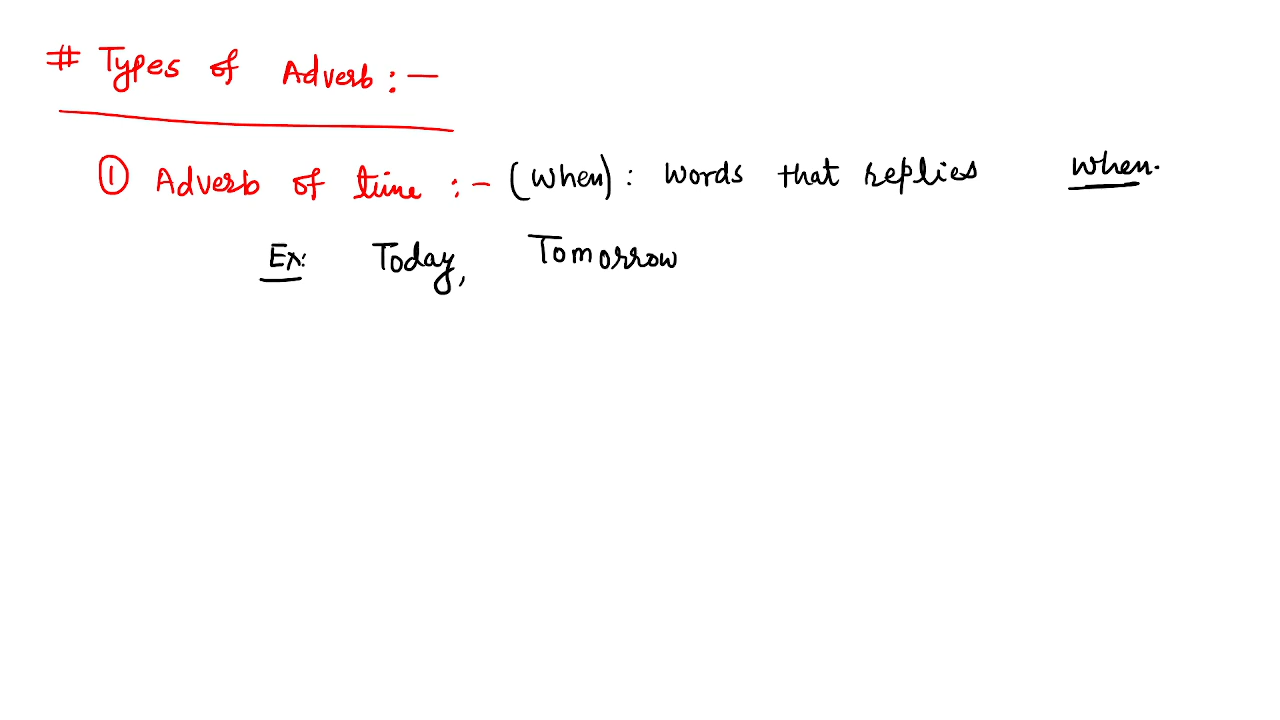 # Types of Adverb :-
① Adverb of time :- (When) : Words that replies when.
Ex: Today, Tomorrow